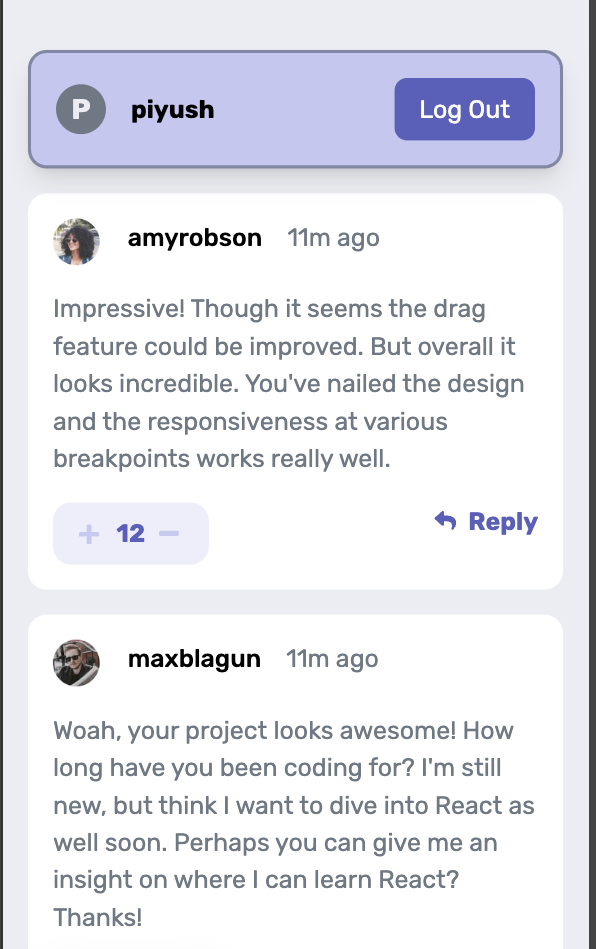 P piyush Log Out
amyrobson 11m ago
Impressive! Though it seems the drag
feature could be improved. But overall it
looks incredible. You've nailed the design
and the responsiveness at various
breakpoints works really well.
+ 12 −
Reply
maxblagun 11m ago
Woah, your project looks awesome! How
long have you been coding for? I'm still
new, but think I want to dive into React as
well soon. Perhaps you can give me an
insight on where I can learn React?
Thanks!